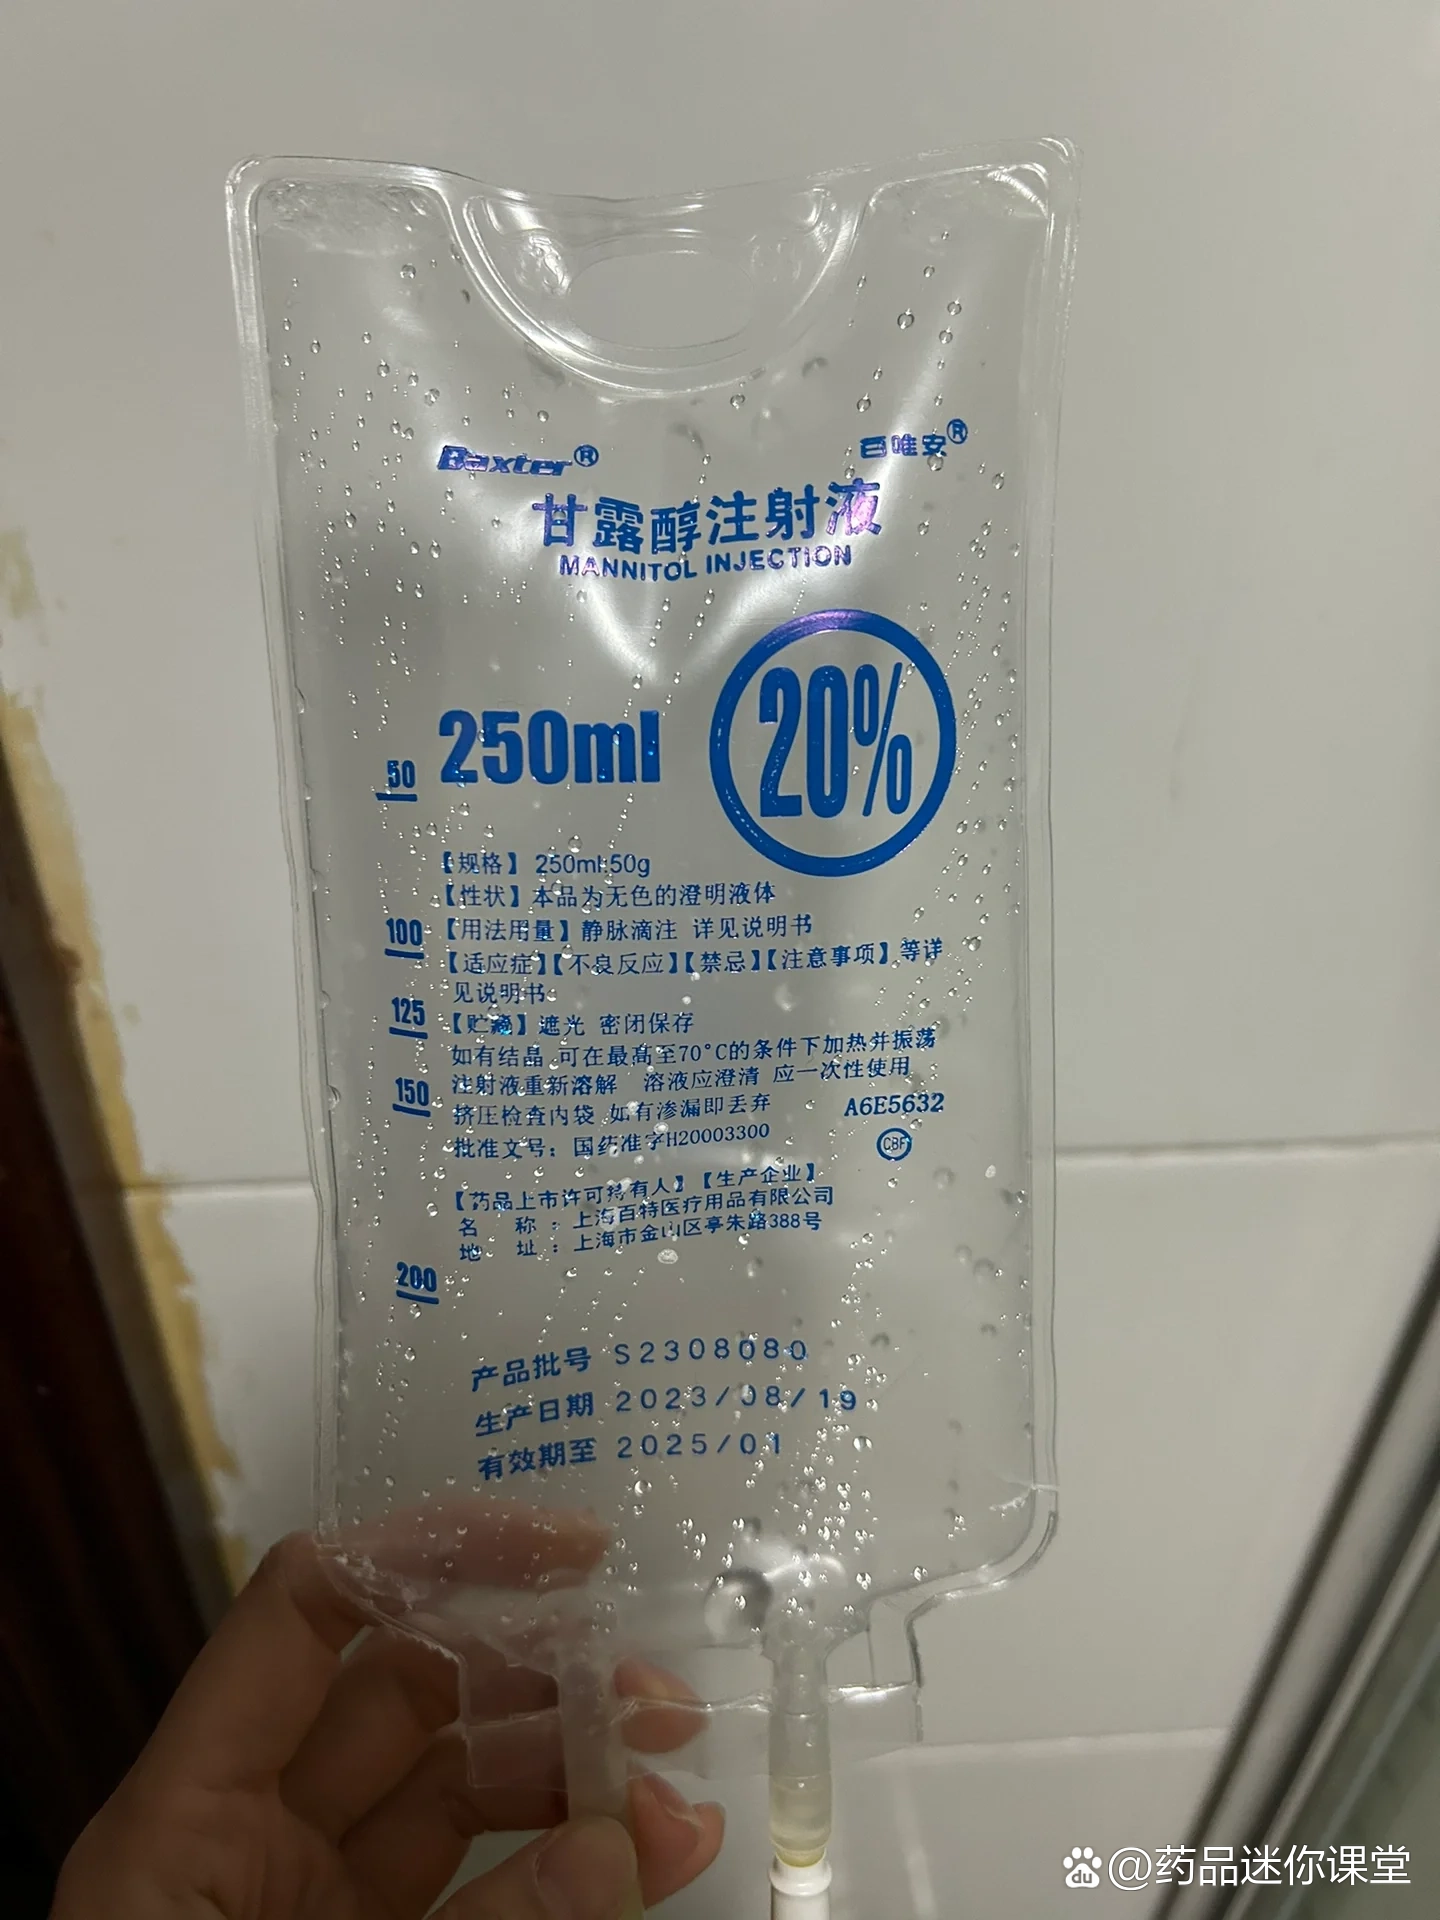 Baxter® 百唯安®
甘露醇注射液
MANNITOL INJECTION
250ml 20%
50
【规格】 250ml:50g
【性状】本品为无色的澄明液体
100
【用法用量】静脉滴注 详见说明书
【适应症】【不良反应】【禁忌】【注意事项】等详
见说明书
125
【贮藏】遮光 密闭保存
如有结晶 可在最高至70°C的条件下加热并振荡
150
注射液重新溶解 溶液应澄清 应一次性使用
挤压检查内袋 如有渗漏即丢弃 A6E5632
批准文号：国药准字H20003300 CBF
【药品上市许可持有人】【生产企业】
名 称：上海百特医疗用品有限公司
地 址：上海市金山区亭朱路388号
200
产品批号 S2308080
生产日期 2023/08/19
有效期至 2025/01
du @药品迷你课堂